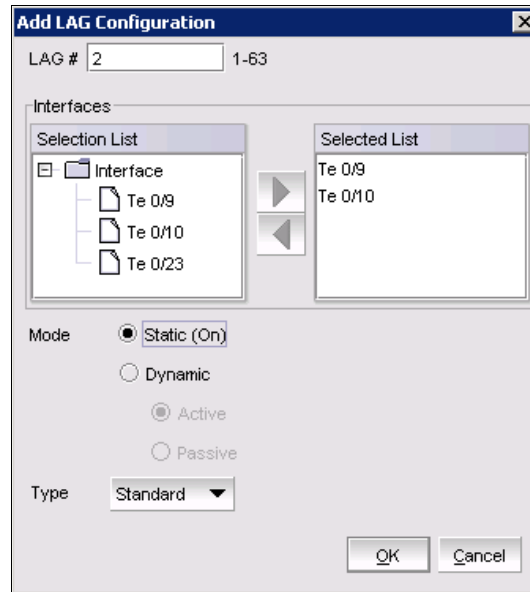 Add LAG Configuration
LAG # 2 1-63
Interfaces
Selection List
Interface
Te 0/9
Te 0/10
Te 0/23
Selected List
Te 0/9
Te 0/10
Mode Static (On)
Dynamic
Active
Passive
Type Standard
OK Cancel